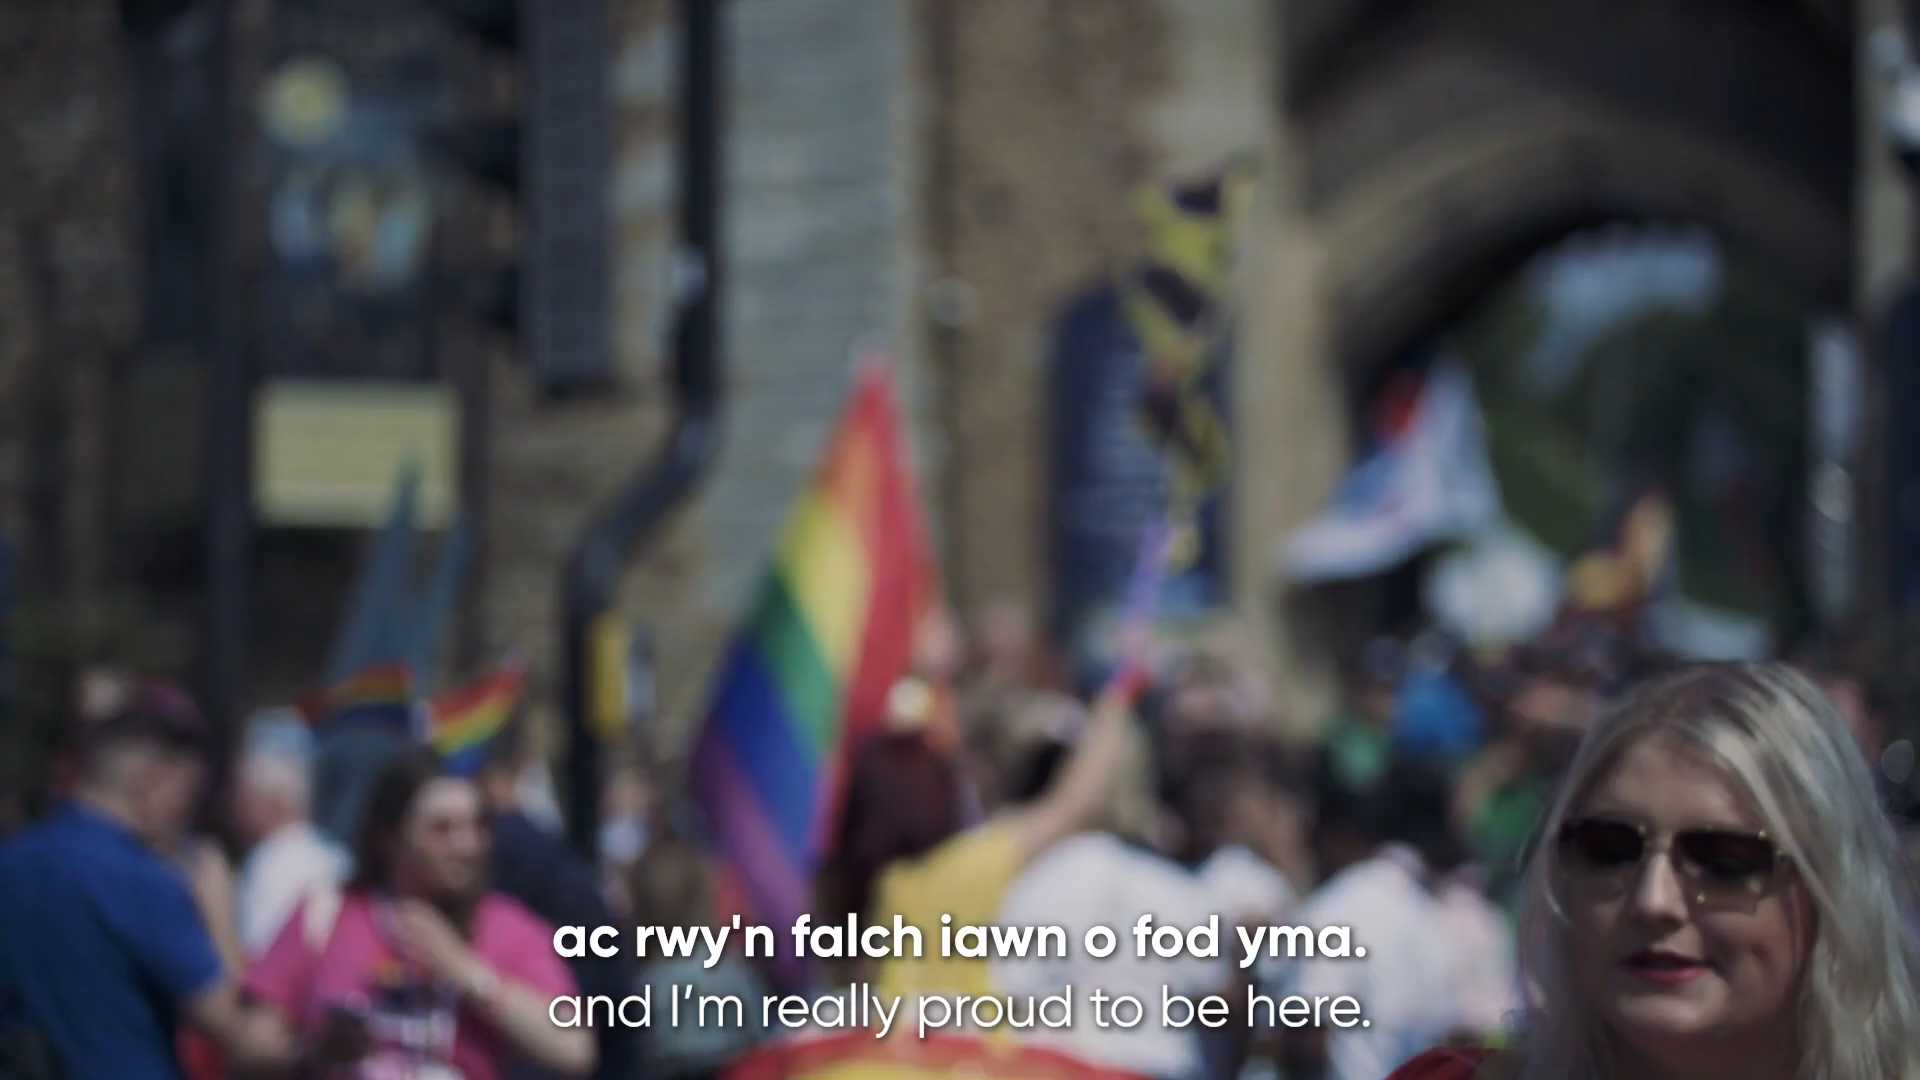 ac rwy'n falch iawn o fod yma.
and I'm really proud to be here.